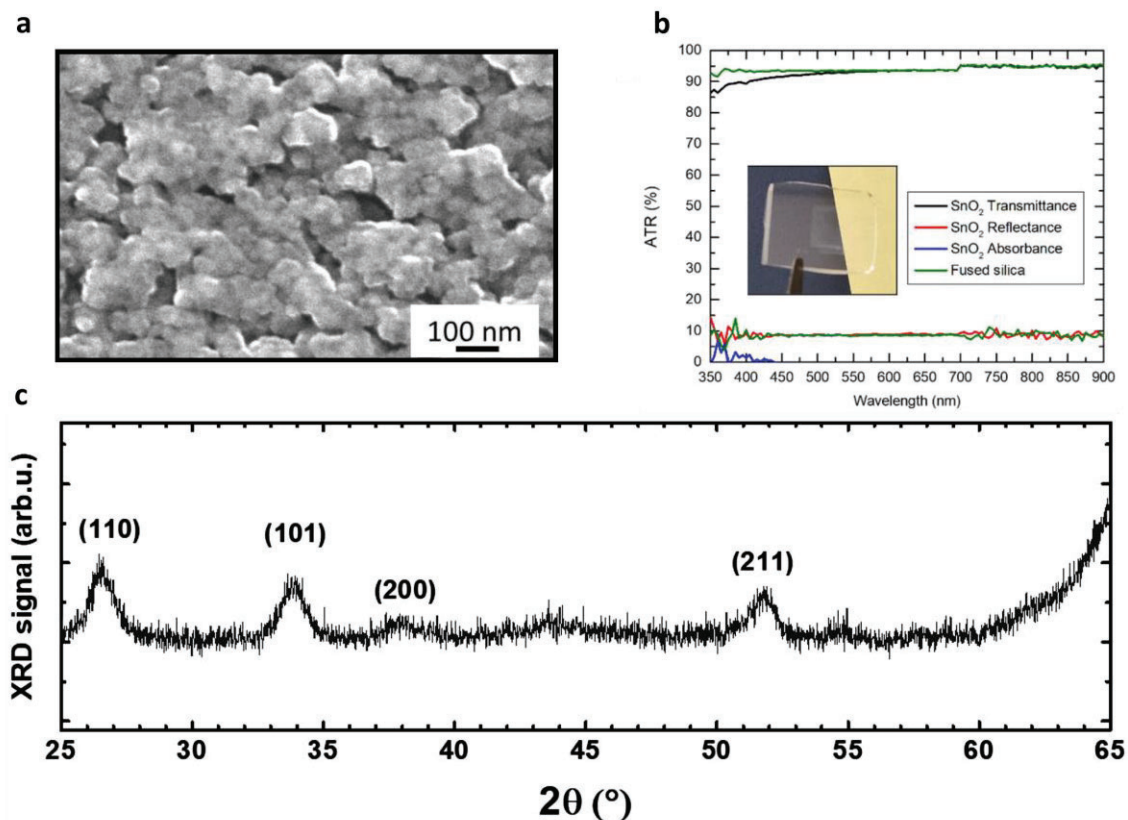 a
100 nm
b
100
90
80
70
60
50
40
30
20
10
0
ATR (%)
SnO₂ Transmittance
SnO₂ Reflectance
SnO₂ Absorbance
Fused silica
350 400 450 500 550 600 650 700 750 800 850 900
Wavelength (nm)
c
XRD signal (arb.u.)
(110)
(101)
(200)
(211)
25 30 35 40 45 50 55 60 65
2θ (°)